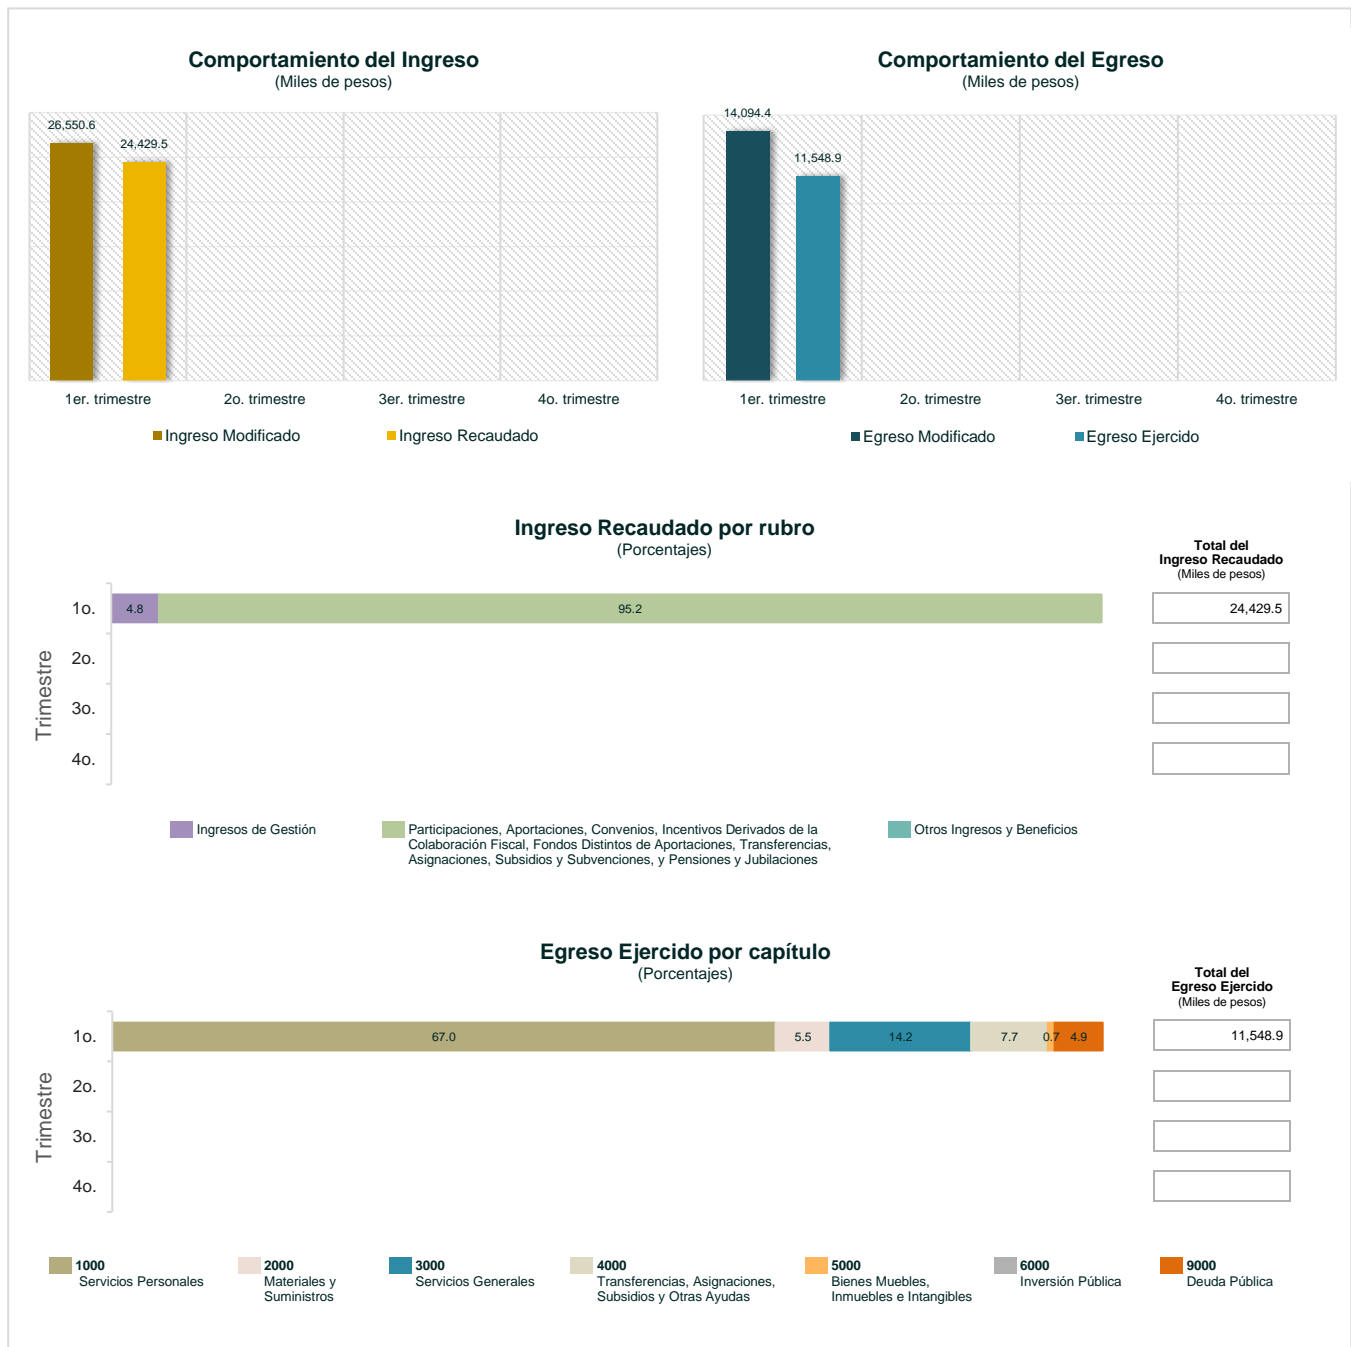 Comportamiento del Ingreso
(Miles de pesos)
26,550.6
24,429.5
1er. trimestre
2o. trimestre
3er. trimestre
4o. trimestre
Ingreso Modificado
Ingreso Recaudado
Comportamiento del Egreso
(Miles de pesos)
14,094.4
11,548.9
1er. trimestre
2o. trimestre
3er. trimestre
4o. trimestre
Egreso Modificado
Egreso Ejercido
Ingreso Recaudado por rubro
(Porcentajes)
Total del
Ingreso Recaudado
(Miles de pesos)
Trimestre
1o.
4.8
95.2
24,429.5
2o.
3o.
4o.
Ingresos de Gestión
Participaciones, Aportaciones, Convenios, Incentivos Derivados de la
Colaboración Fiscal, Fondos Distintos de Aportaciones, Transferencias,
Asignaciones, Subsidios y Subvenciones, y Pensiones y Jubilaciones
Otros Ingresos y Beneficios
Egreso Ejercido por capítulo
(Porcentajes)
Total del
Egreso Ejercido
(Miles de pesos)
Trimestre
1o.
67.0
5.5
14.2
7.7
0.7
4.9
11,548.9
2o.
3o.
4o.
1000
Servicios Personales
2000
Materiales y
Suministros
3000
Servicios Generales
4000
Transferencias, Asignaciones,
Subsidios y Otras Ayudas
5000
Bienes Muebles,
Inmuebles e Intangibles
6000
Inversión Pública
9000
Deuda Pública